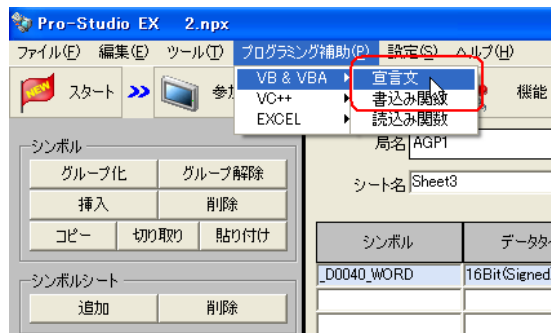 Pro-Studio EX 2.npx
ファイル(F) 編集(E) ツール(T) プログラミング補助(P) 設定(S) ヘルプ(H)
NEW スタート 機能
VB & VBA 宣言文
VC++ 書込み関数
EXCEL 読込み関数
シンボル
グループ化 グループ解除
挿入 削除
コピー 切り取り 貼り付け
シンボルシート
追加 削除
局名 AGP1
シート名 Sheet3
シンボル
_D0040_WORD 16Bit(Signed